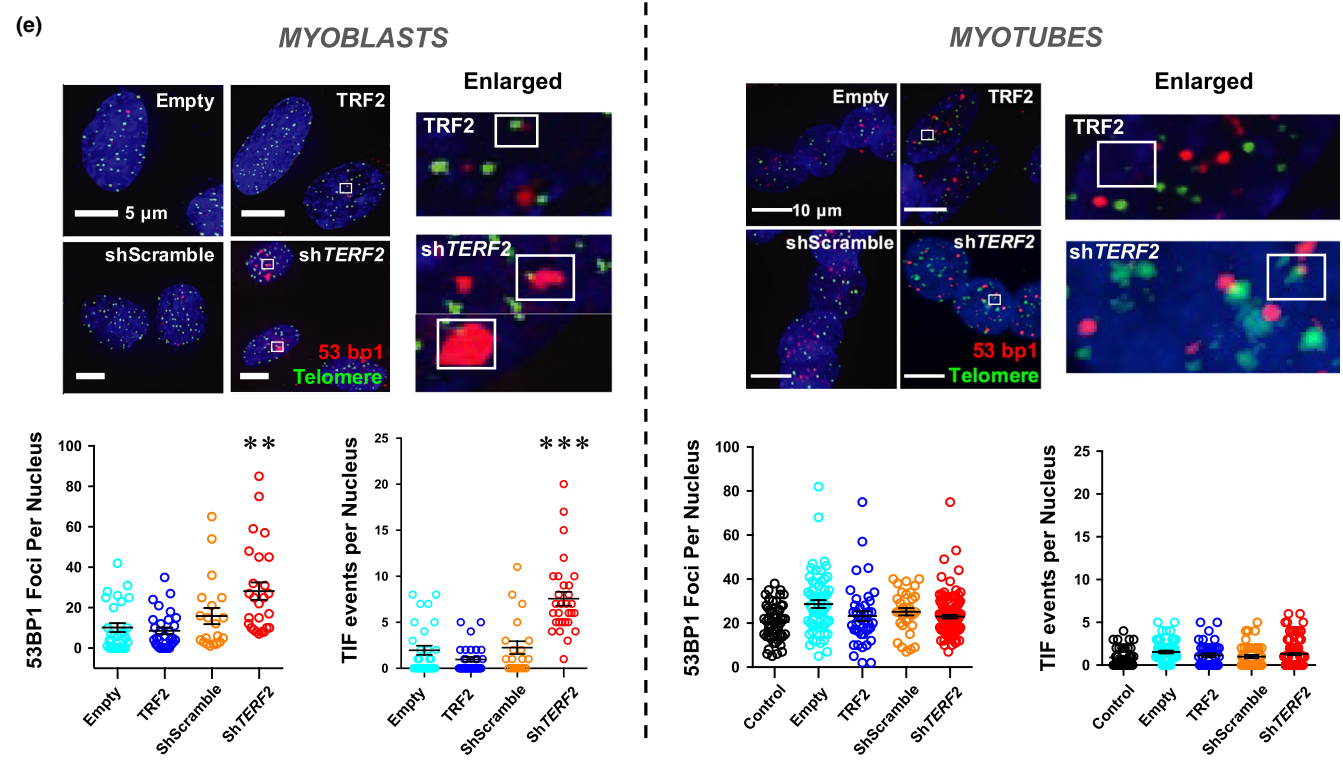 (e)
MYOBLASTS
Enlarged
Empty
TRF2
5 µm
shScramble
shTERF2
53 bp1
Telomere
TRF2
shTERF2
53BP1 Foci Per Nucleus
100
80
60
40
20
0
**
Empty
TRF2
ShScramble
ShTERF2
TIF events per Nucleus
25
20
15
10
5
0
***
Empty
TRF2
ShScramble
ShTERF2
MYOTUBES
Enlarged
Empty
TRF2
10 µm
shScramble
shTERF2
53 bp1
Telomere
TRF2
shTERF2
53BP1 Foci Per Nucleus
100
80
60
40
20
0
Control
Empty
TRF2
ShScramble
ShTERF2
TIF events per Nucleus
25
20
15
10
5
0
Control
Empty
TRF2
ShScramble
ShTERF2